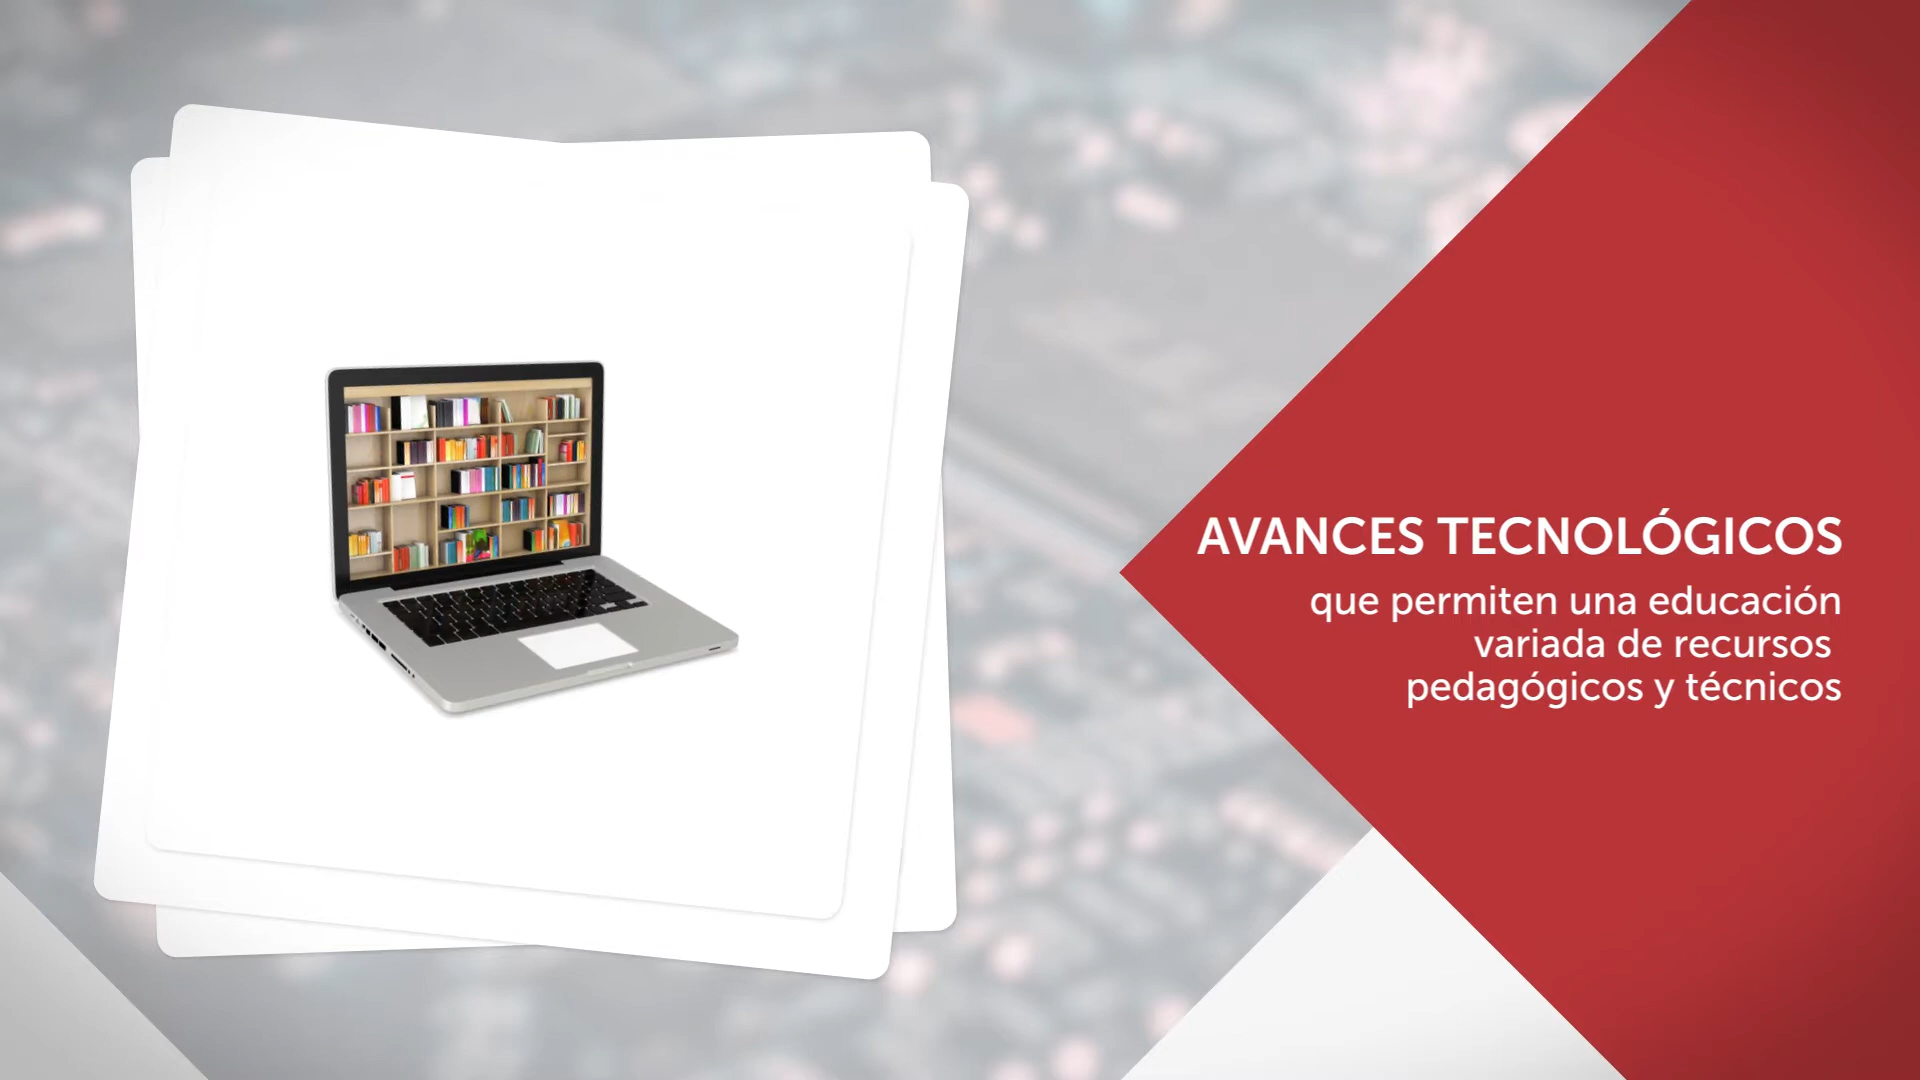 AVANCES TECNOLÓGICOS
que permiten una educación
variada de recursos
pedagógicos y técnicos